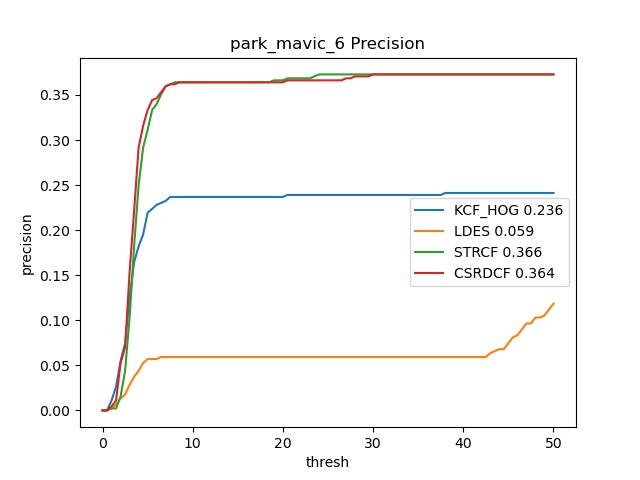 park_mavic_6 Precision
precision
0.35
0.30
0.25
0.20
0.15
0.10
0.05
0.00
KCF_HOG 0.236
LDES 0.059
STRCF 0.366
CSRDCF 0.364
0 10 20 30 40 50
thresh